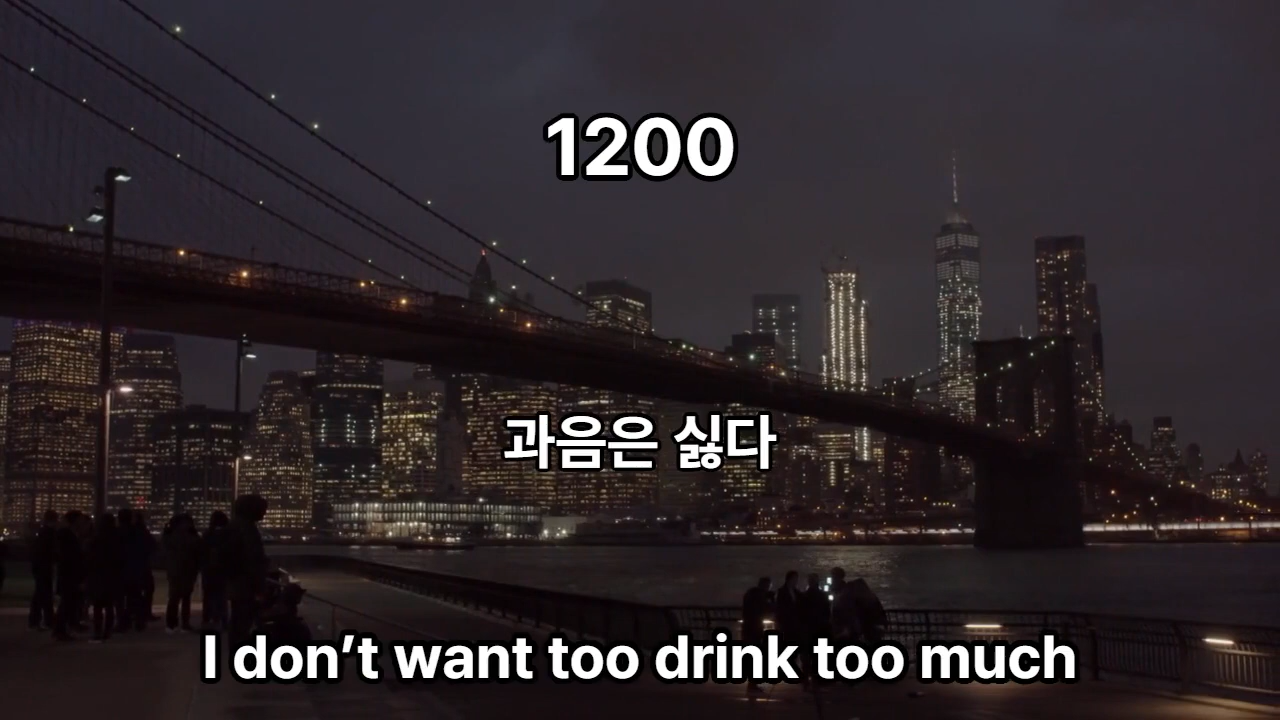 1200
과음은 싫다
I don’t want too drink too much